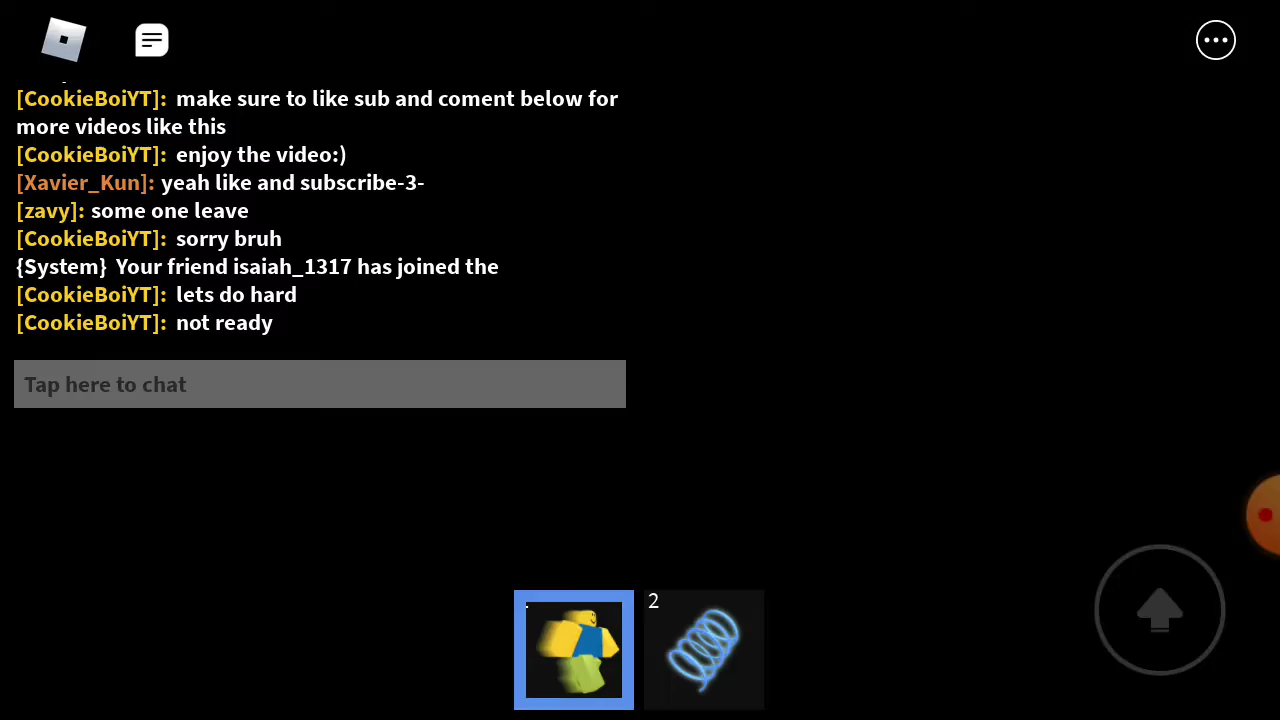 [CookieBoiYT]: make sure to like sub and coment below for
more videos like this
[CookieBoiYT]: enjoy the video:)
[Xavier_Kun]: yeah like and subscribe-3-
[zavy]: some one leave
[CookieBoiYT]: sorry bruh
{System} Your friend isaiah_1317 has joined the
[CookieBoiYT]: lets do hard
[CookieBoiYT]: not ready
Tap here to chat
2